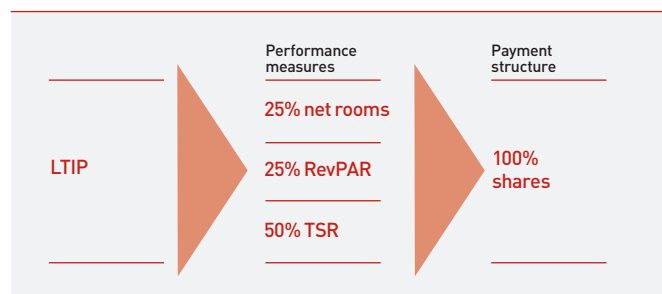 Performance
measures
Payment
structure
LTIP
25% net rooms
25% RevPAR
50% TSR
100%
shares